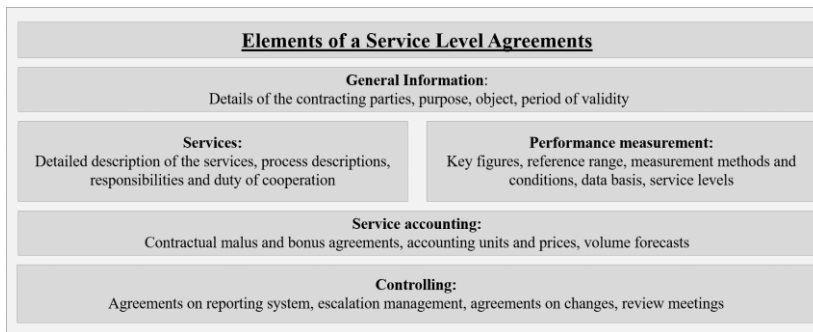 Elements of a Service Level Agreements
General Information:
Details of the contracting parties, purpose, object, period of validity
Services:
Detailed description of the services, process descriptions,
responsibilities and duty of cooperation
Performance measurement:
Key figures, reference range, measurement methods and
conditions, data basis, service levels
Service accounting:
Contractual malus and bonus agreements, accounting units and prices, volume forecasts
Controlling:
Agreements on reporting system, escalation management, agreements on changes, review meetings